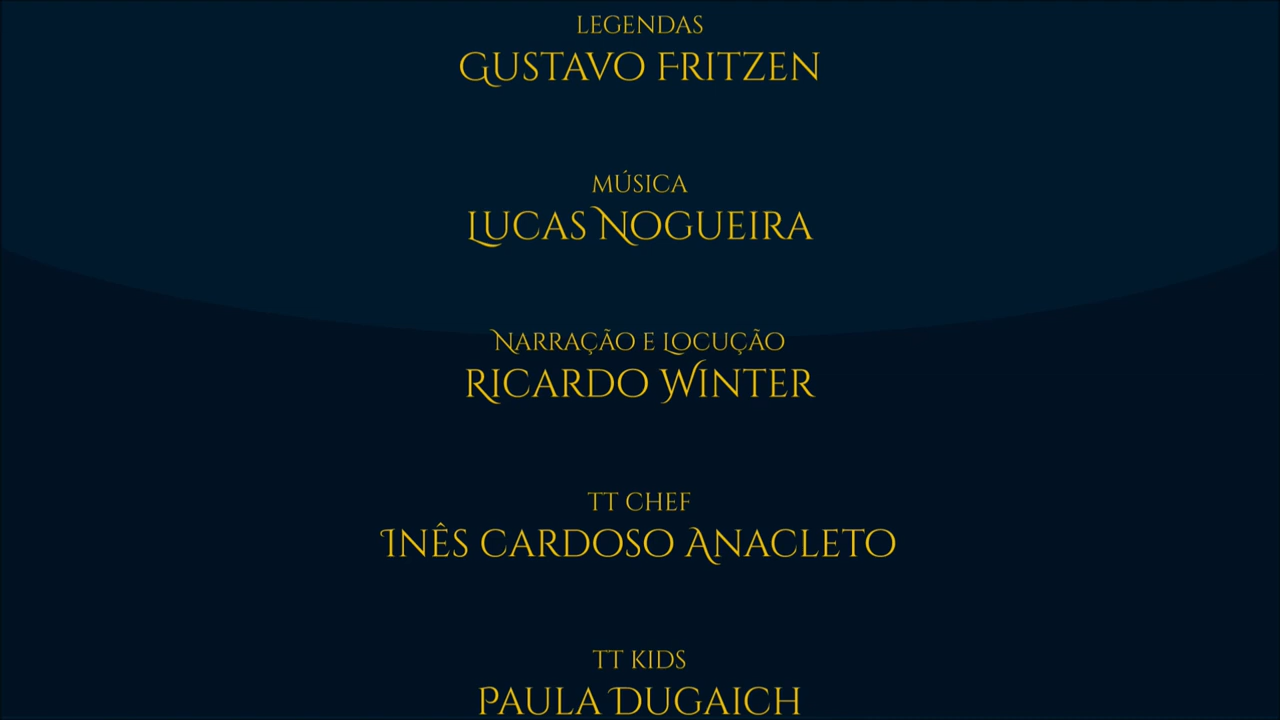 LEGENDAS
GUSTAVO FRITZEN
MÚSICA
LUCAS NOGUEIRA
NARRAÇÃO E LOCUÇÃO
RICARDO WINTER
TT CHEF
INÊS CARDOSO ANACLETO
TT KIDS
PAULA DUGAICH